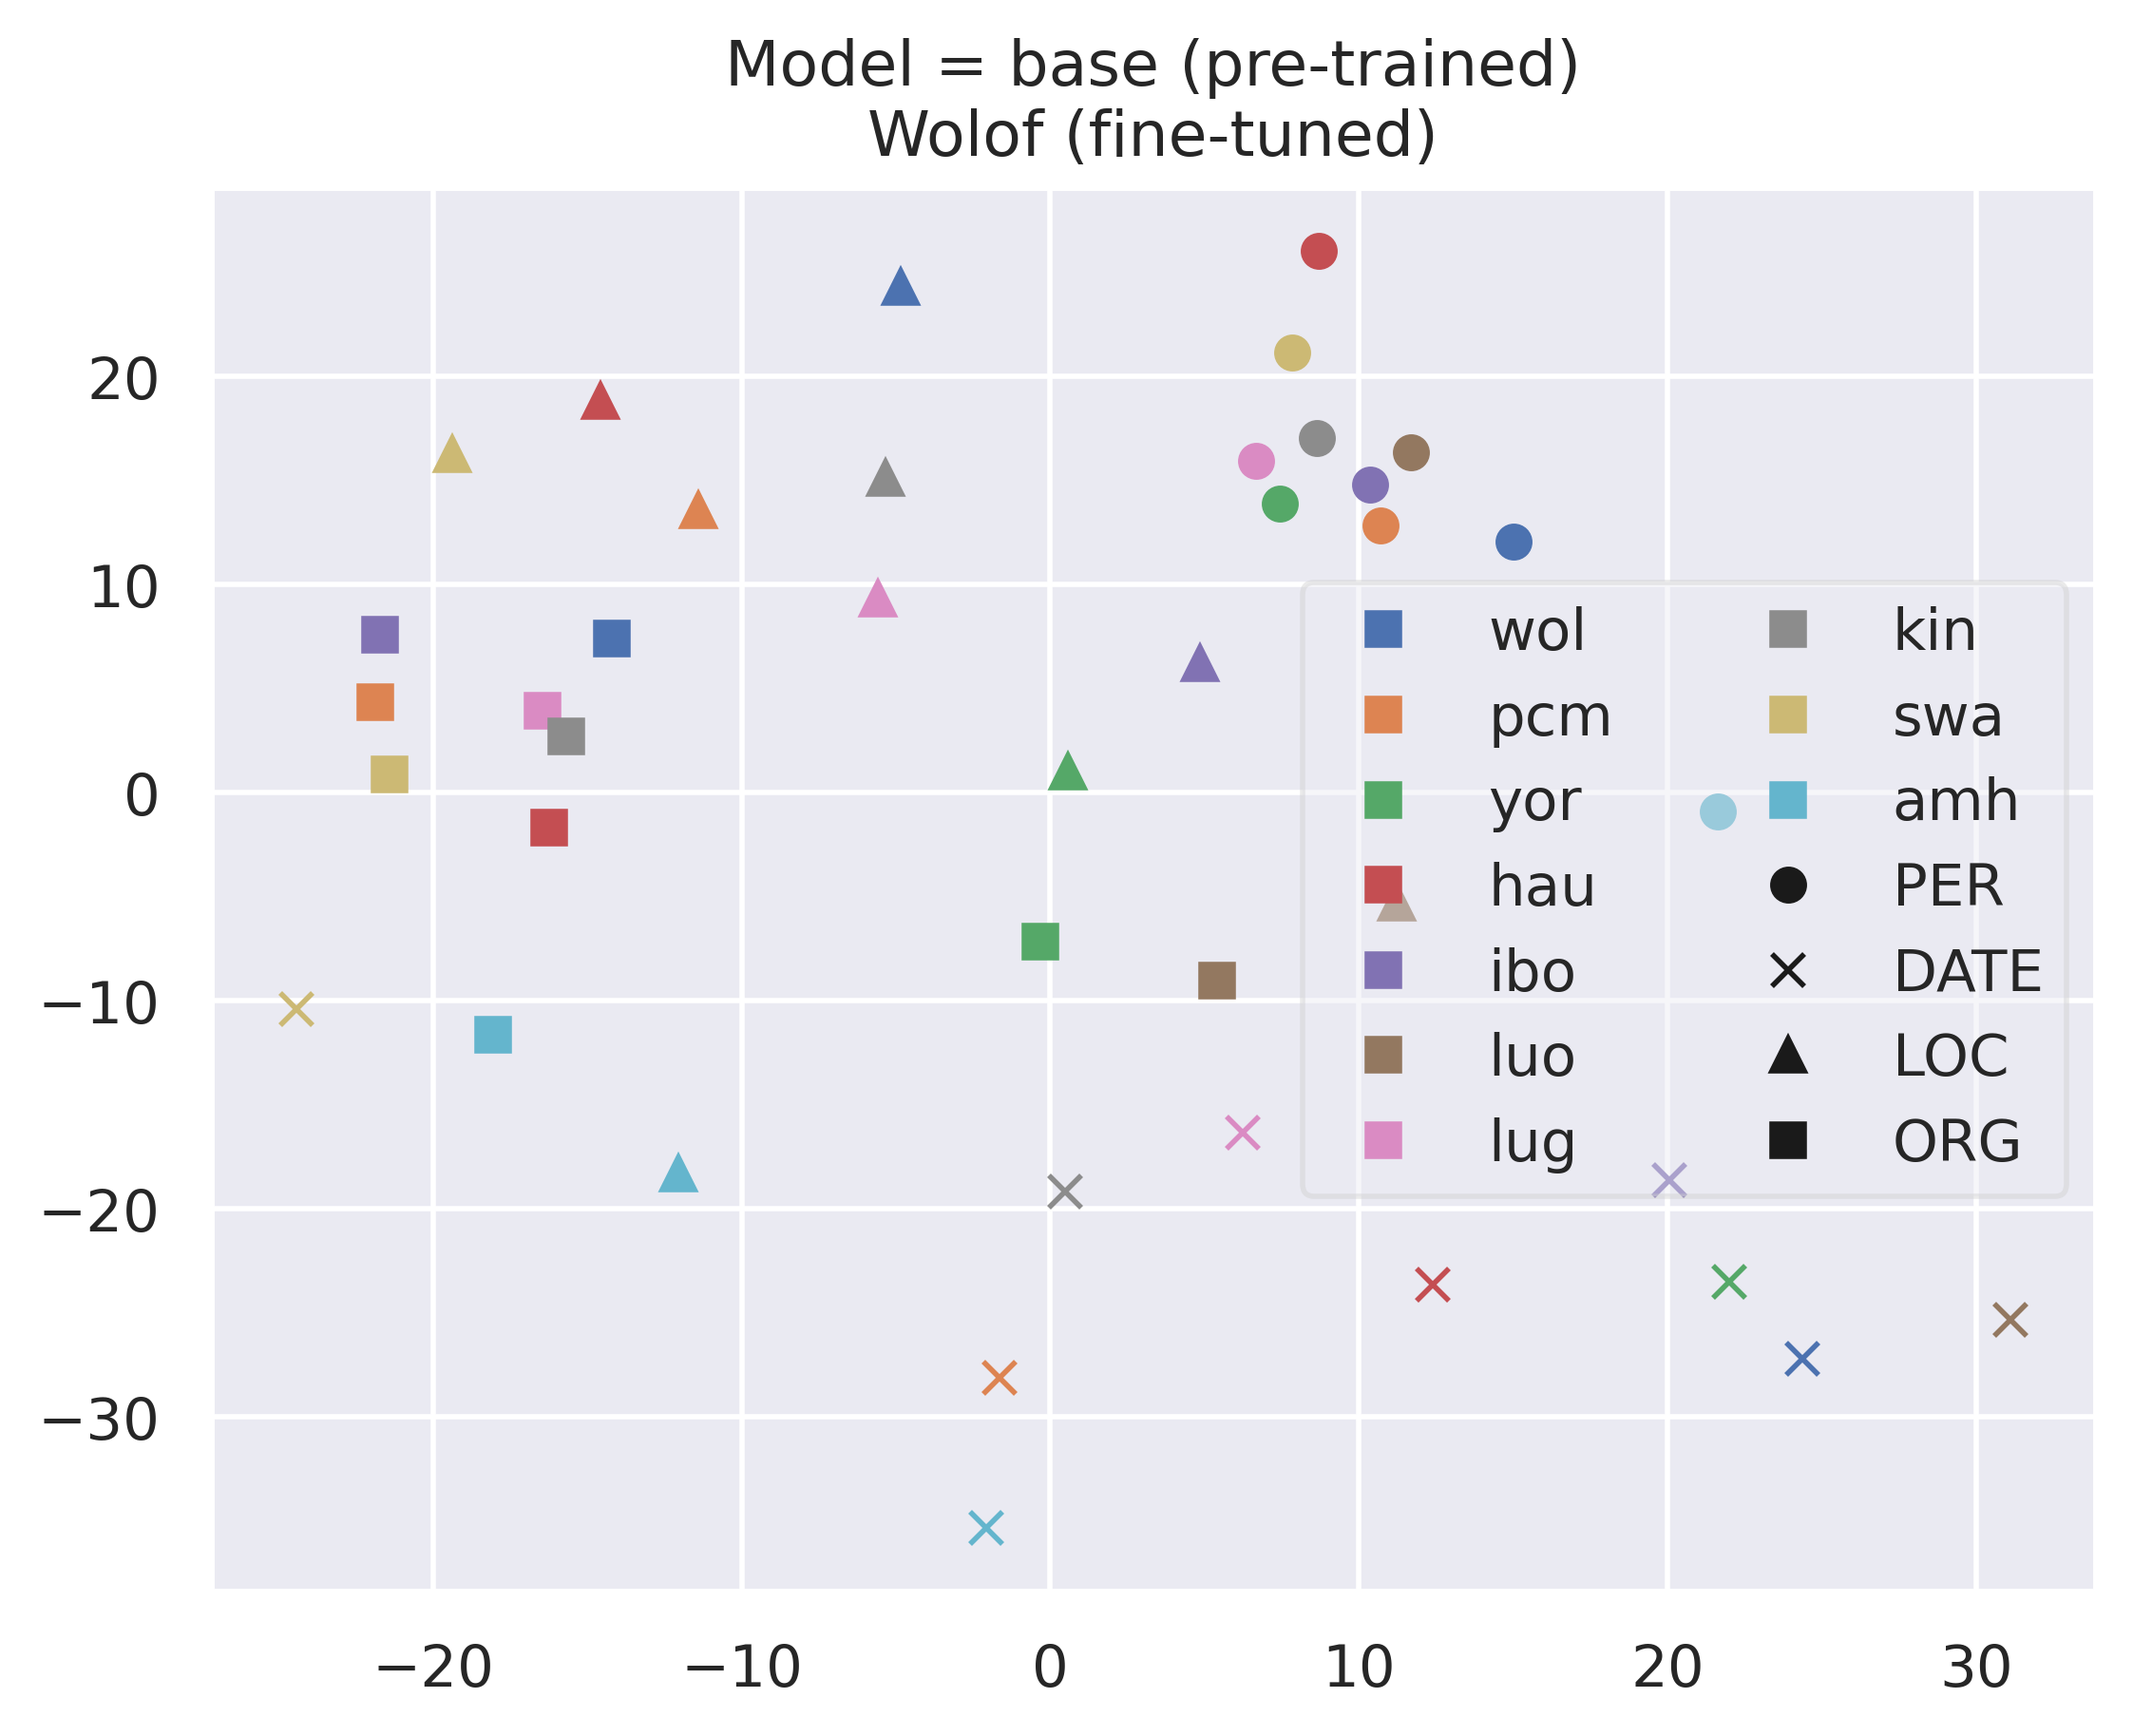 Model = base (pre-trained)
Wolof (fine-tuned)
20
10
0
−10
−20
−30
−20
−10
0
10
20
30
wol
pcm
yor
hau
ibo
luo
lug
kin
swa
amh
PER
DATE
LOC
ORG